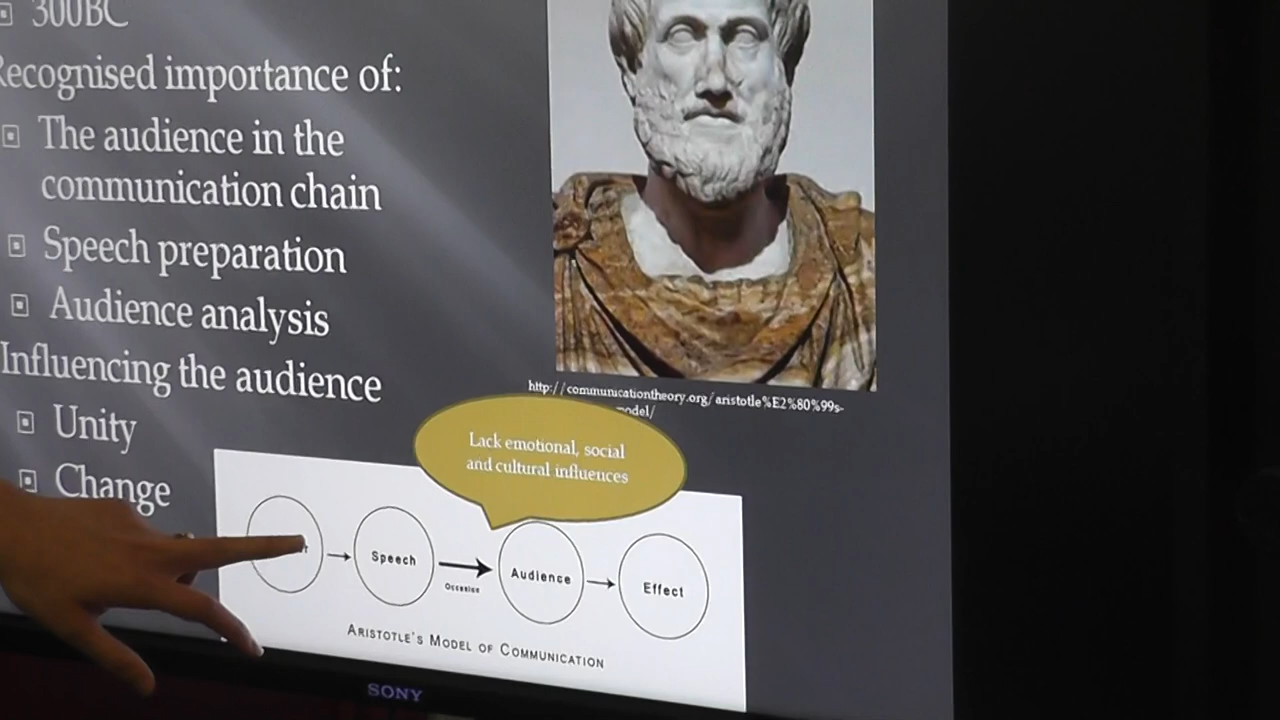 300BC
Recognised importance of:
The audience in the
communication chain
Speech preparation
Audience analysis
Influencing the audience
Unity
Change
http://communicationtheory.org/aristotle%E2%80%99s-
Lack emotional, social
and cultural influences
Speech
Occasion
Audience
Effect
ARISTOTLE'S MODEL OF COMMUNICATION
SONY